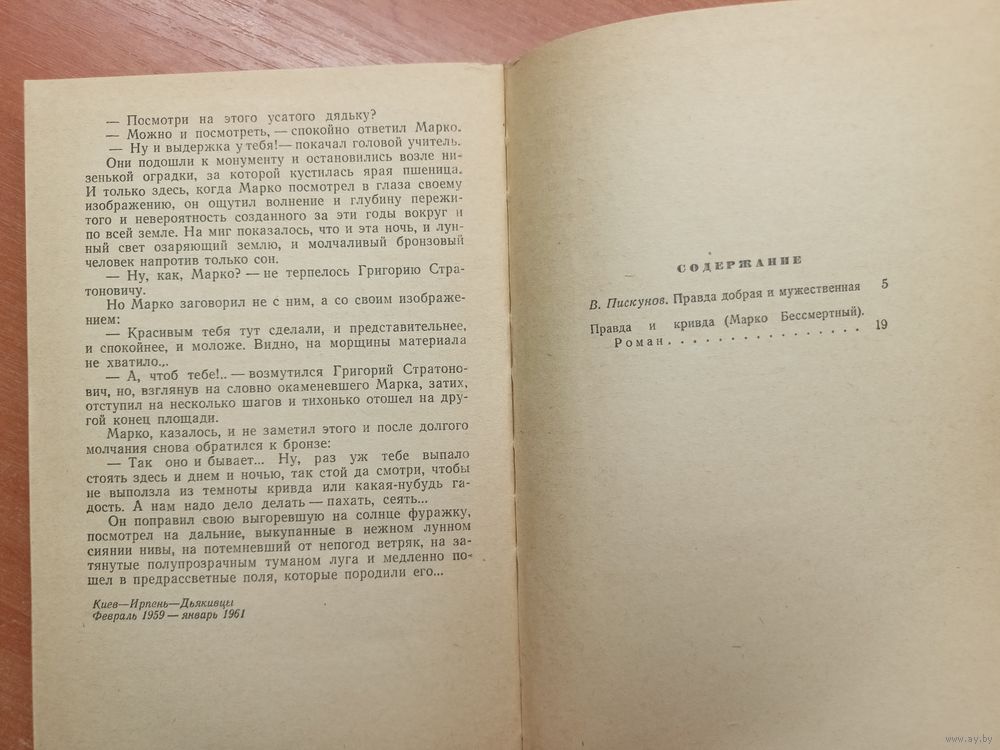 — Посмотри на этого усатого дядьку?
— Можно и посмотреть, — спокойно ответил Марко.
— Ну и выдержка у тебя! — покачал головой учитель.
Они подошли к монументу и остановились возле ни-
зенькой оградки, за которой кустилась ярая пшеница.
И только здесь, когда Марко посмотрел в глаза своему
изображению, он ощутил волнение и глубину пережи-
того и невероятность созданного за эти годы вокруг и
по всей земле. На миг показалось, что и эта ночь, и лун-
ный свет озаряющий землю, и молчаливый бронзовый
человек напротив только сон.
— Ну, как, Марко? — не терпелось Григорию Стра-
тоновичу.
Но Марко заговорил не с ним, а со своим изображе-
нием:
— Красивым тебя тут сделали, и представительнее,
и спокойнее, и моложе. Видно, на морщины материала
не хватило...
— А, чтоб тебе!.. — возмутился Григорий Стратоно-
вич, но, взглянув на словно окаменевшего Марка, затих,
отступил на несколько шагов и тихонько отошел на дру-
гой конец площади.
Марко, казалось, и не заметил этого и после долгого
молчания снова обратился к бронзе:
— Так оно и бывает... Ну, раз уж тебе выпало
стоять здесь и днем и ночью, так стой да смотри, чтобы
не выползла из темноты кривда или какая-нибудь га-
дость. А нам надо дело делать — пахать, сеять...
Он поправил свою выгоревшую на солнце фуражку,
посмотрел на дальние, выкупанные в нежном лунном
сиянии нивы, на потемневший от непогод ветряк, на за-
тянутые полупрозрачным туманом луга и медленно по-
шел в предрассветные поля, которые породили его...
Киев—Ирпень—Дьякивцы
Февраль 1959 — январь 1961
СОДЕРЖАНИЕ
В. Пискунов. Правда добрая и мужественная 5
Правда и кривда (Марко Бессмертный).
Роман . . . . . . . . . . . . . . . 19
www.ay.by